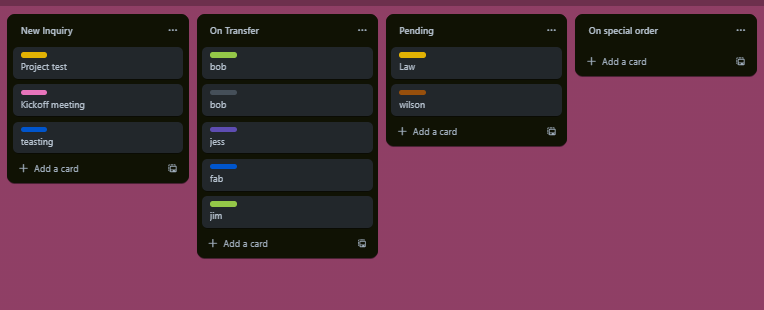 New Inquiry
Project test
Kickoff meeting
teasting
Add a card
On Transfer
bob
bob
jess
fab
jim
Add a card
Pending
Law
wilson
Add a card
On special order
Add a card